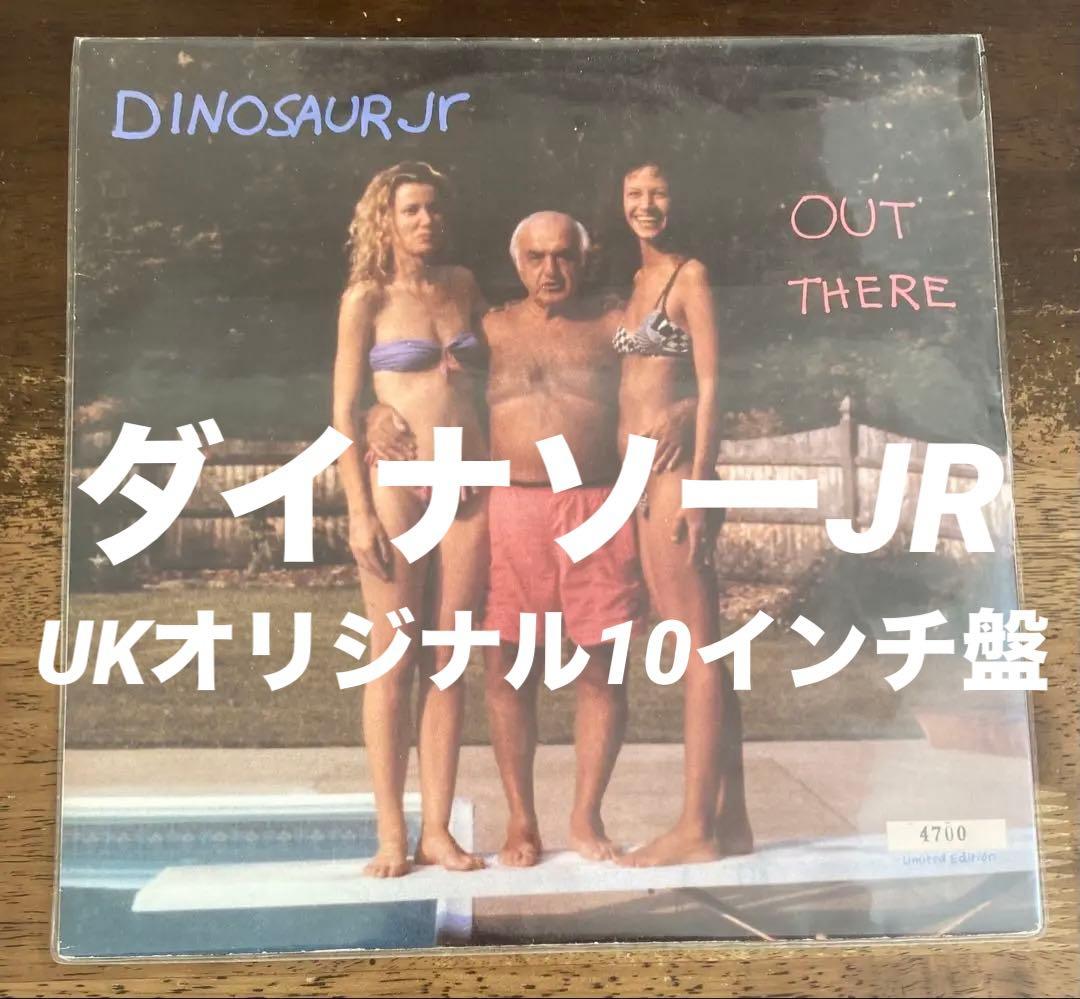 DINOSAUR Jr
OUT
THERE
ダイナソーJR
UKオリジナル10インチ盤
4700
Limited Edition